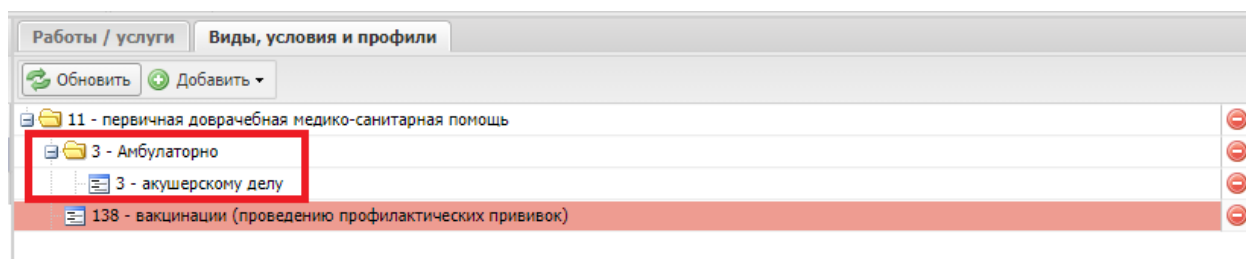 Работы / услуги Виды, условия и профили
Обновить Добавить
11 - первичная доврачебная медико-санитарная помощь
3 - Амбулаторно
3 - акушерскому делу
138 - вакцинации (проведению профилактических прививок)